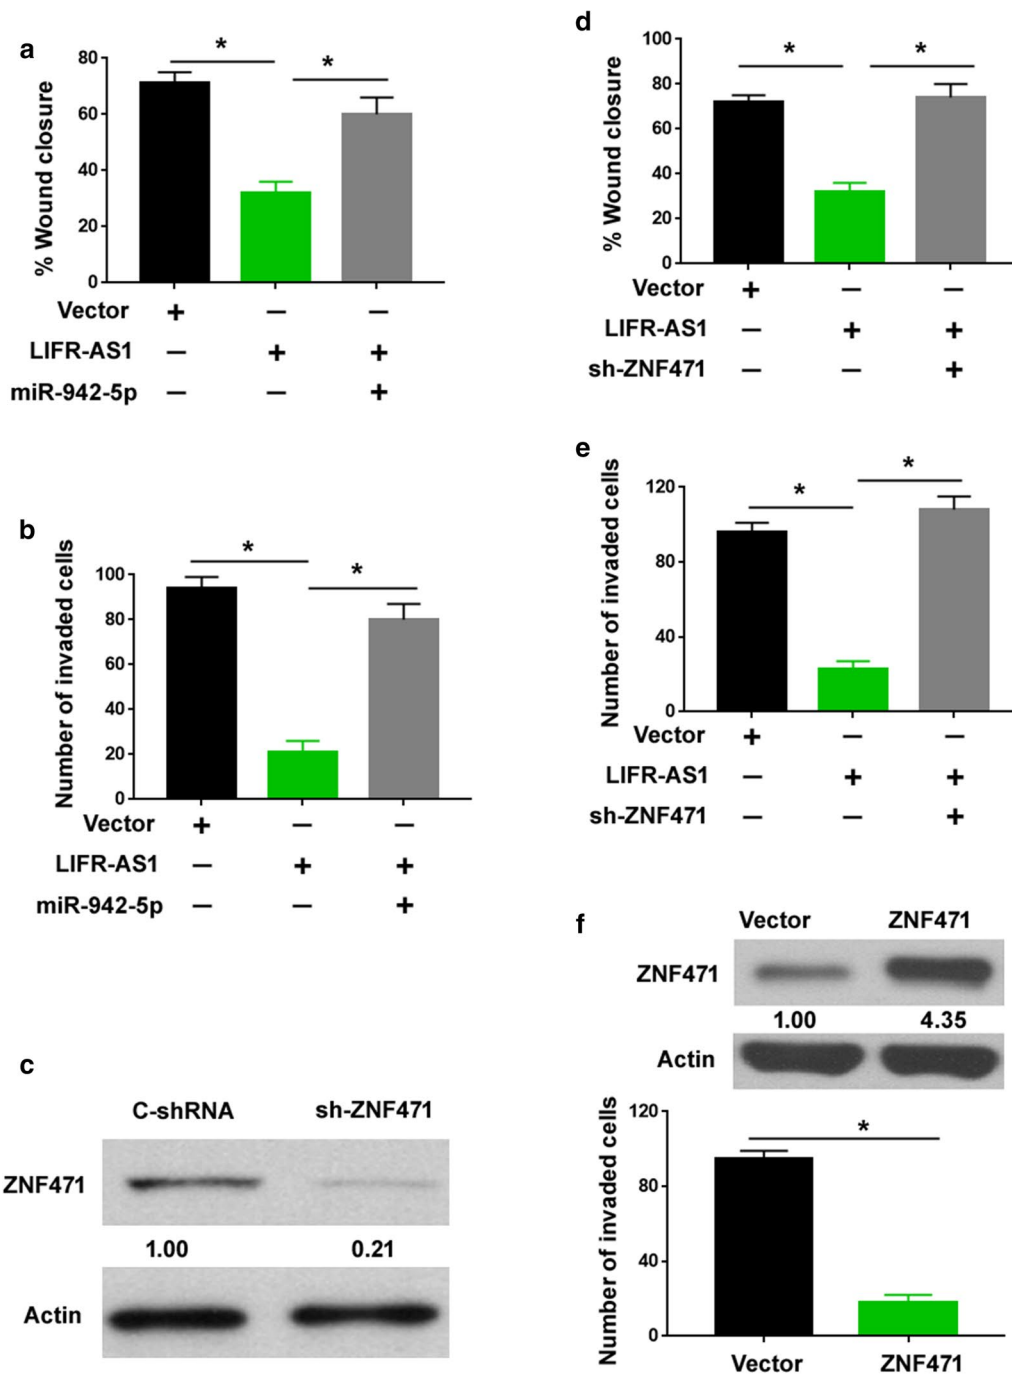 a
*
*
80
60
40
20
0
% Wound closure
Vector + — —
LIFR-AS1 — + +
miR-942-5p — — +
b
*
*
100
80
60
40
20
0
Number of invaded cells
Vector + — —
LIFR-AS1 — + +
miR-942-5p — — +
c
C-shRNA sh-ZNF471
ZNF471
1.00 0.21
Actin
d
*
*
100
80
60
40
20
0
% Wound closure
Vector + — —
LIFR-AS1 — + +
sh-ZNF471 — — +
e
*
*
120
80
40
0
Number of invaded cells
Vector + — —
LIFR-AS1 — + +
sh-ZNF471 — — +
f
Vector ZNF471
ZNF471
1.00 4.35
Actin
*
120
80
40
0
Number of invaded cells
Vector ZNF471